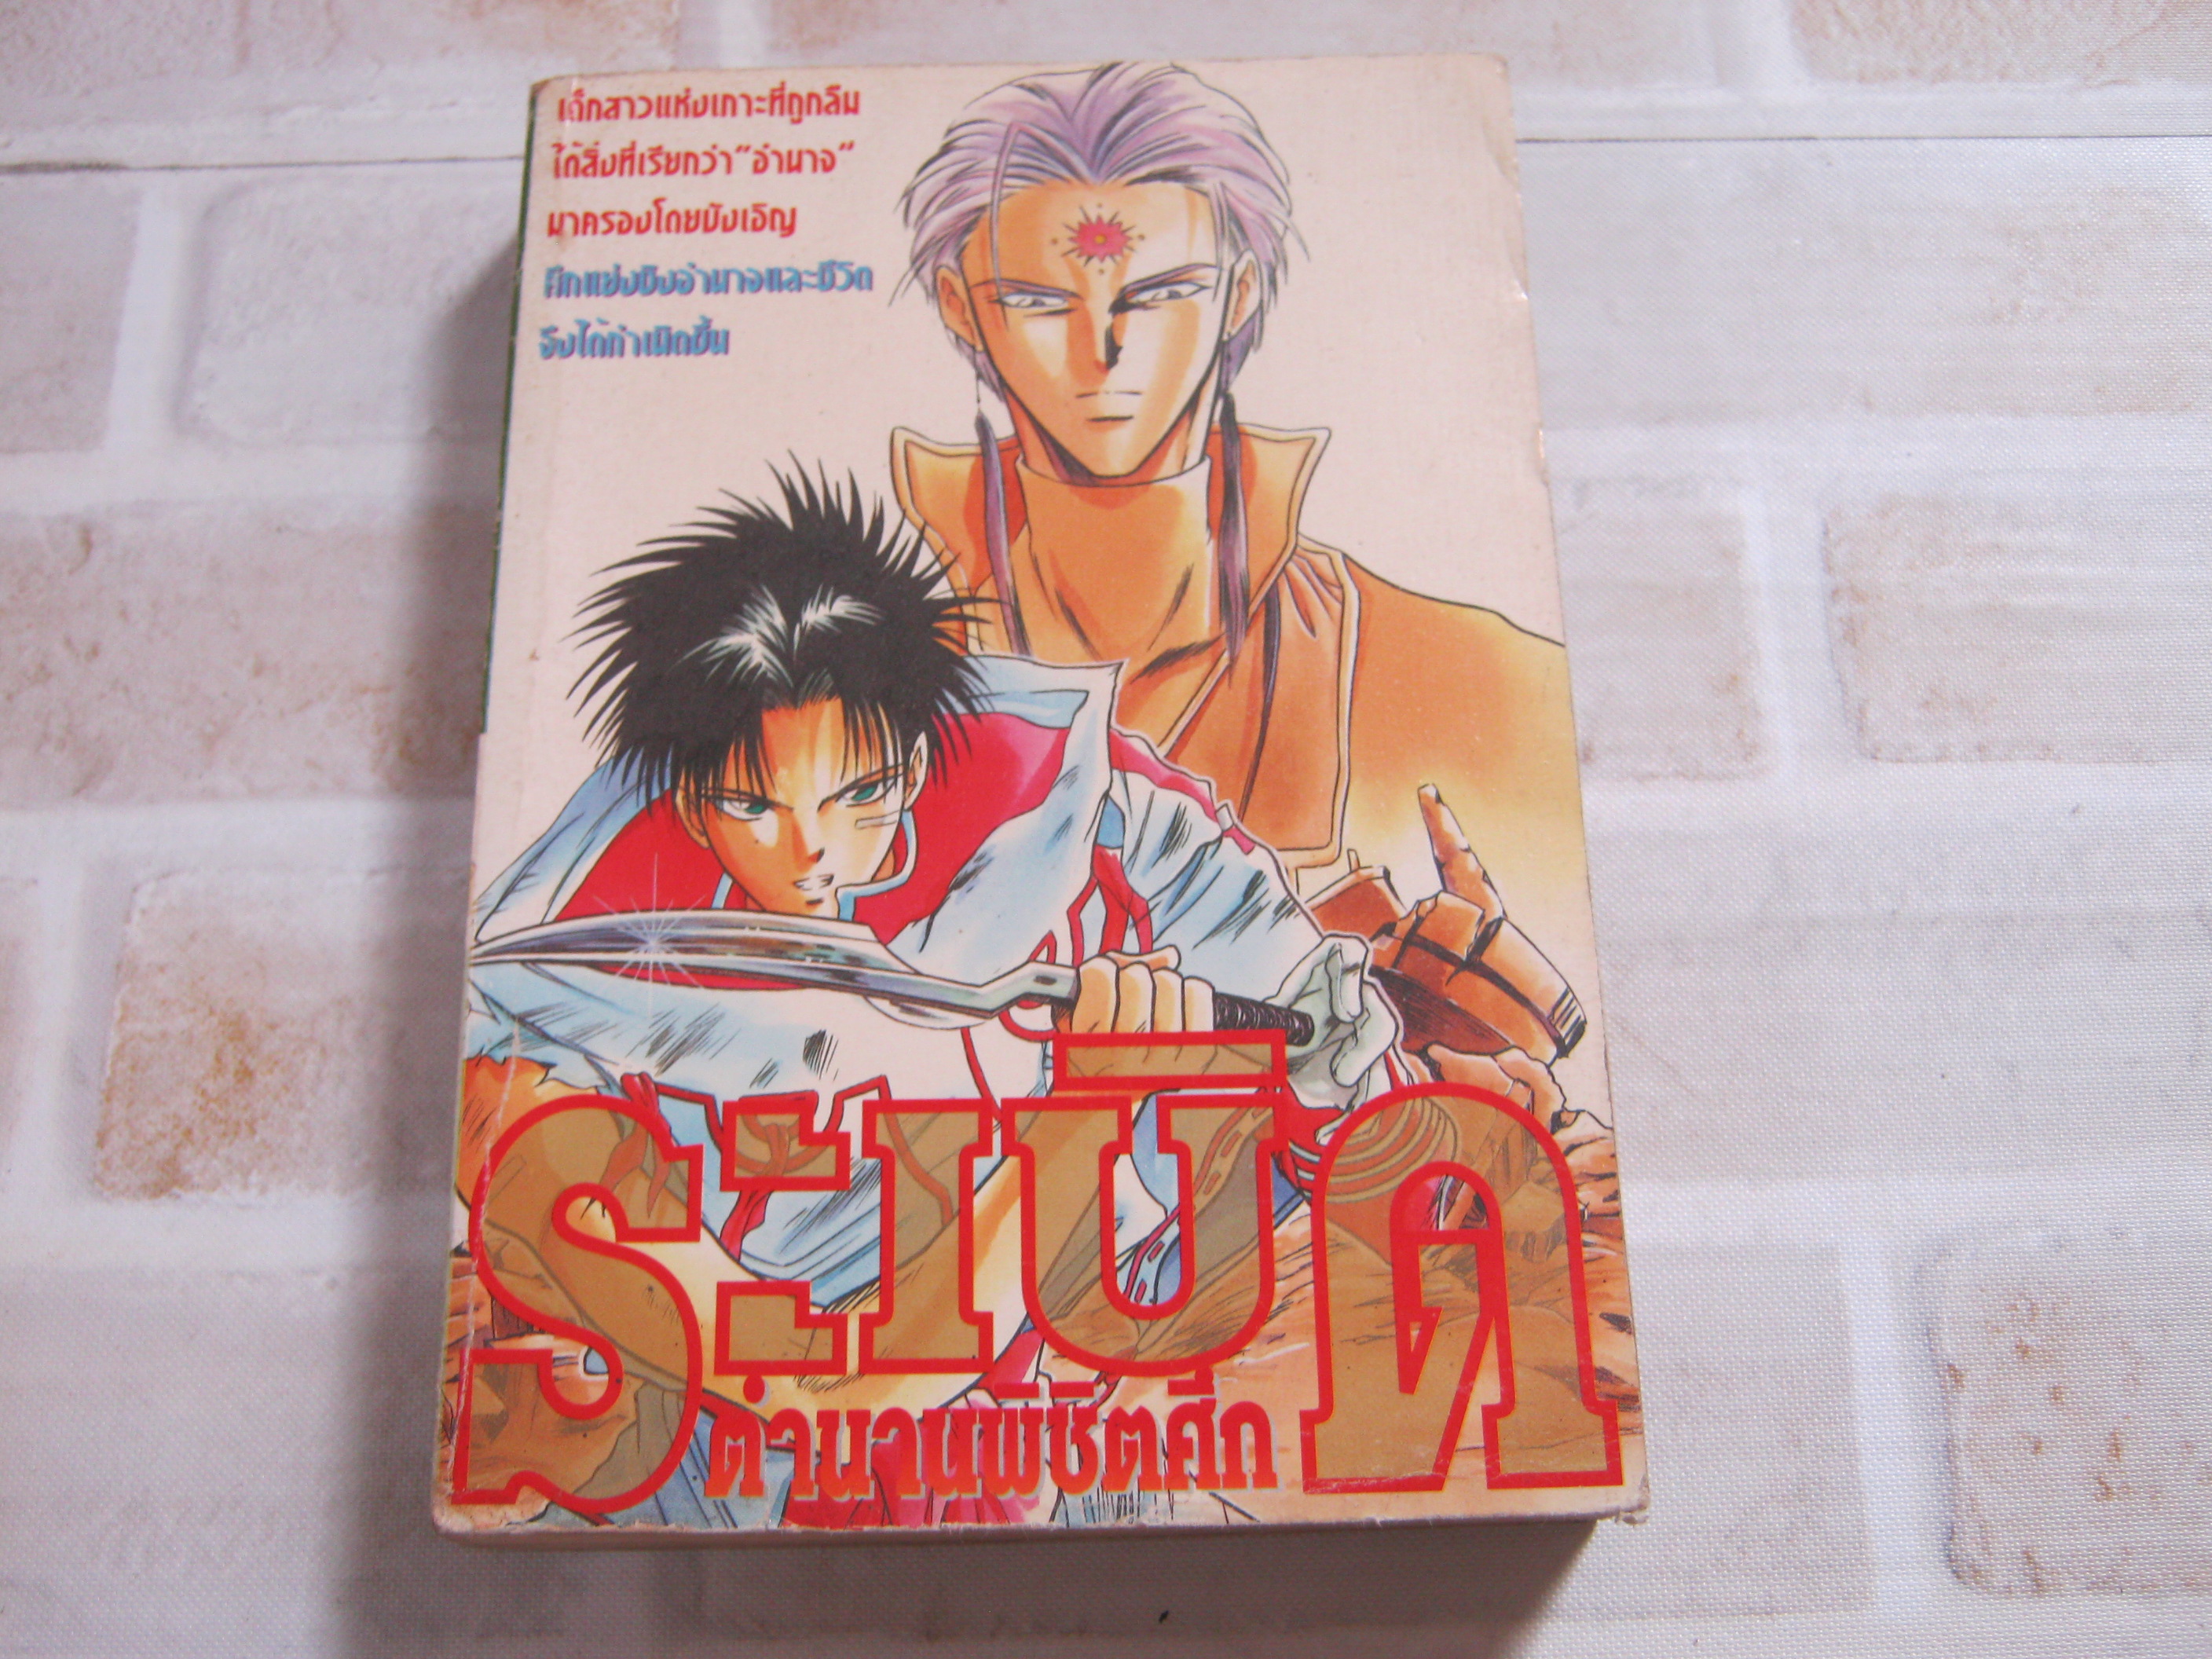 เด็กสาวแห่งเกาะที่ถูกลืม
ได้สิ่งที่เรียกว่า"อำนาจ"
มาครองโดยบังเอิญ
ศึกแย่งชิงอำนาจและชีวิต
จึงได้กำเนิดขึ้น
ระเบิด
ตำนานพิชิตศึก